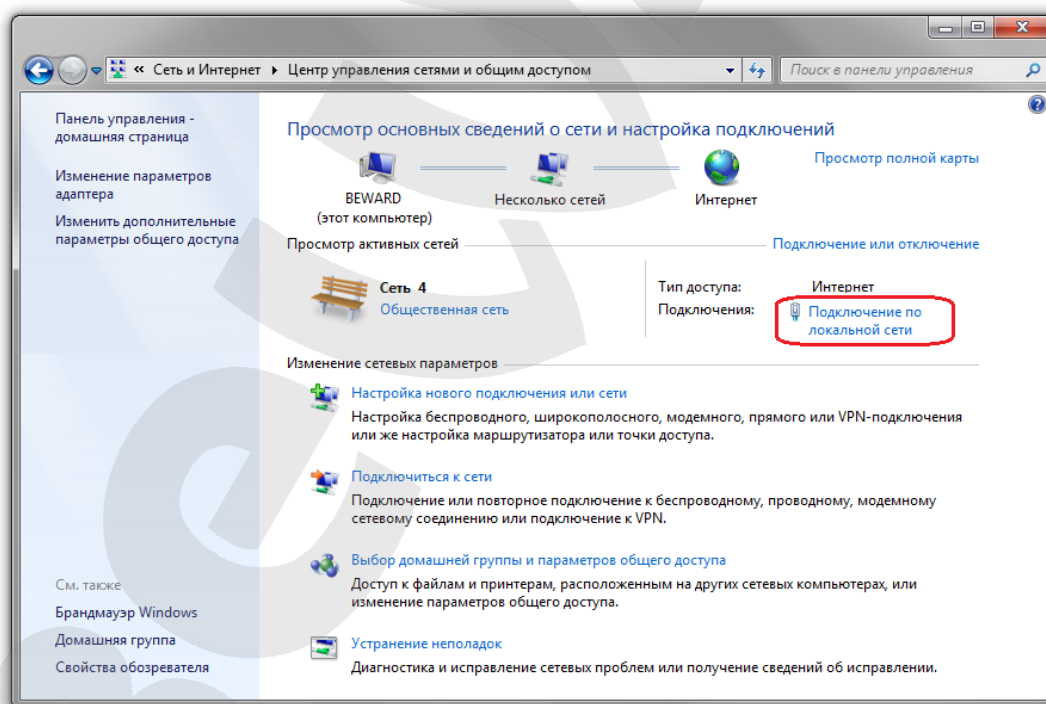 « Сеть и Интернет ▸ Центр управления сетями и общим доступом
Поиск в панели управления
Панель управления -
домашняя страница
Изменение параметров
адаптера
Изменить дополнительные
параметры общего доступа
Просмотр основных сведений о сети и настройка подключений
Просмотр полной карты
BEWARD
(этот компьютер)
Несколько сетей
Интернет
Просмотр активных сетей
Подключение или отключение
Сеть 4
Общественная сеть
Тип доступа: Интернет
Подключения: Подключение по
локальной сети
Изменение сетевых параметров
Настройка нового подключения или сети
Настройка беспроводного, широкополосного, модемного, прямого или VPN-подключения
или же настройка маршрутизатора или точки доступа.
Подключиться к сети
Подключение или повторное подключение к беспроводному, проводному, модемному
сетевому соединению или подключение к VPN.
Выбор домашней группы и параметров общего доступа
Доступ к файлам и принтерам, расположенным на других сетевых компьютерах, или
изменение параметров общего доступа.
Устранение неполадок
Диагностика и исправление сетевых проблем или получение сведений об исправлении.
См. также
Брандмауэр Windows
Домашняя группа
Свойства обозревателя